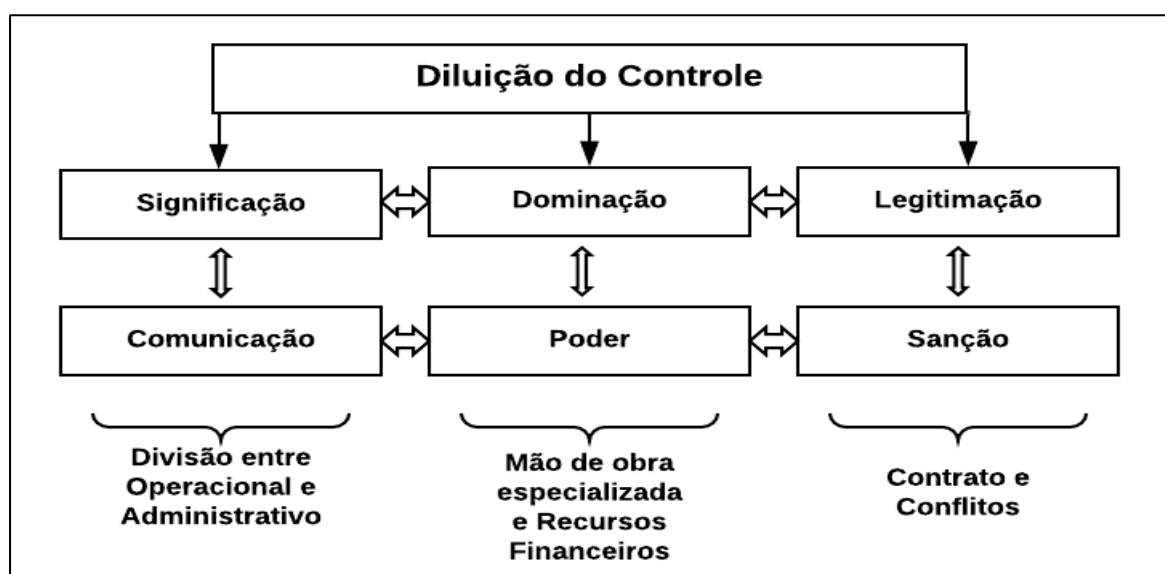 Diluição do Controle
Significação
Dominação
Legitimação
Comunicação
Poder
Sanção
Divisão entre
Operacional e
Administrativo
Mão de obra
especializada
e Recursos
Financeiros
Contrato e
Conflitos